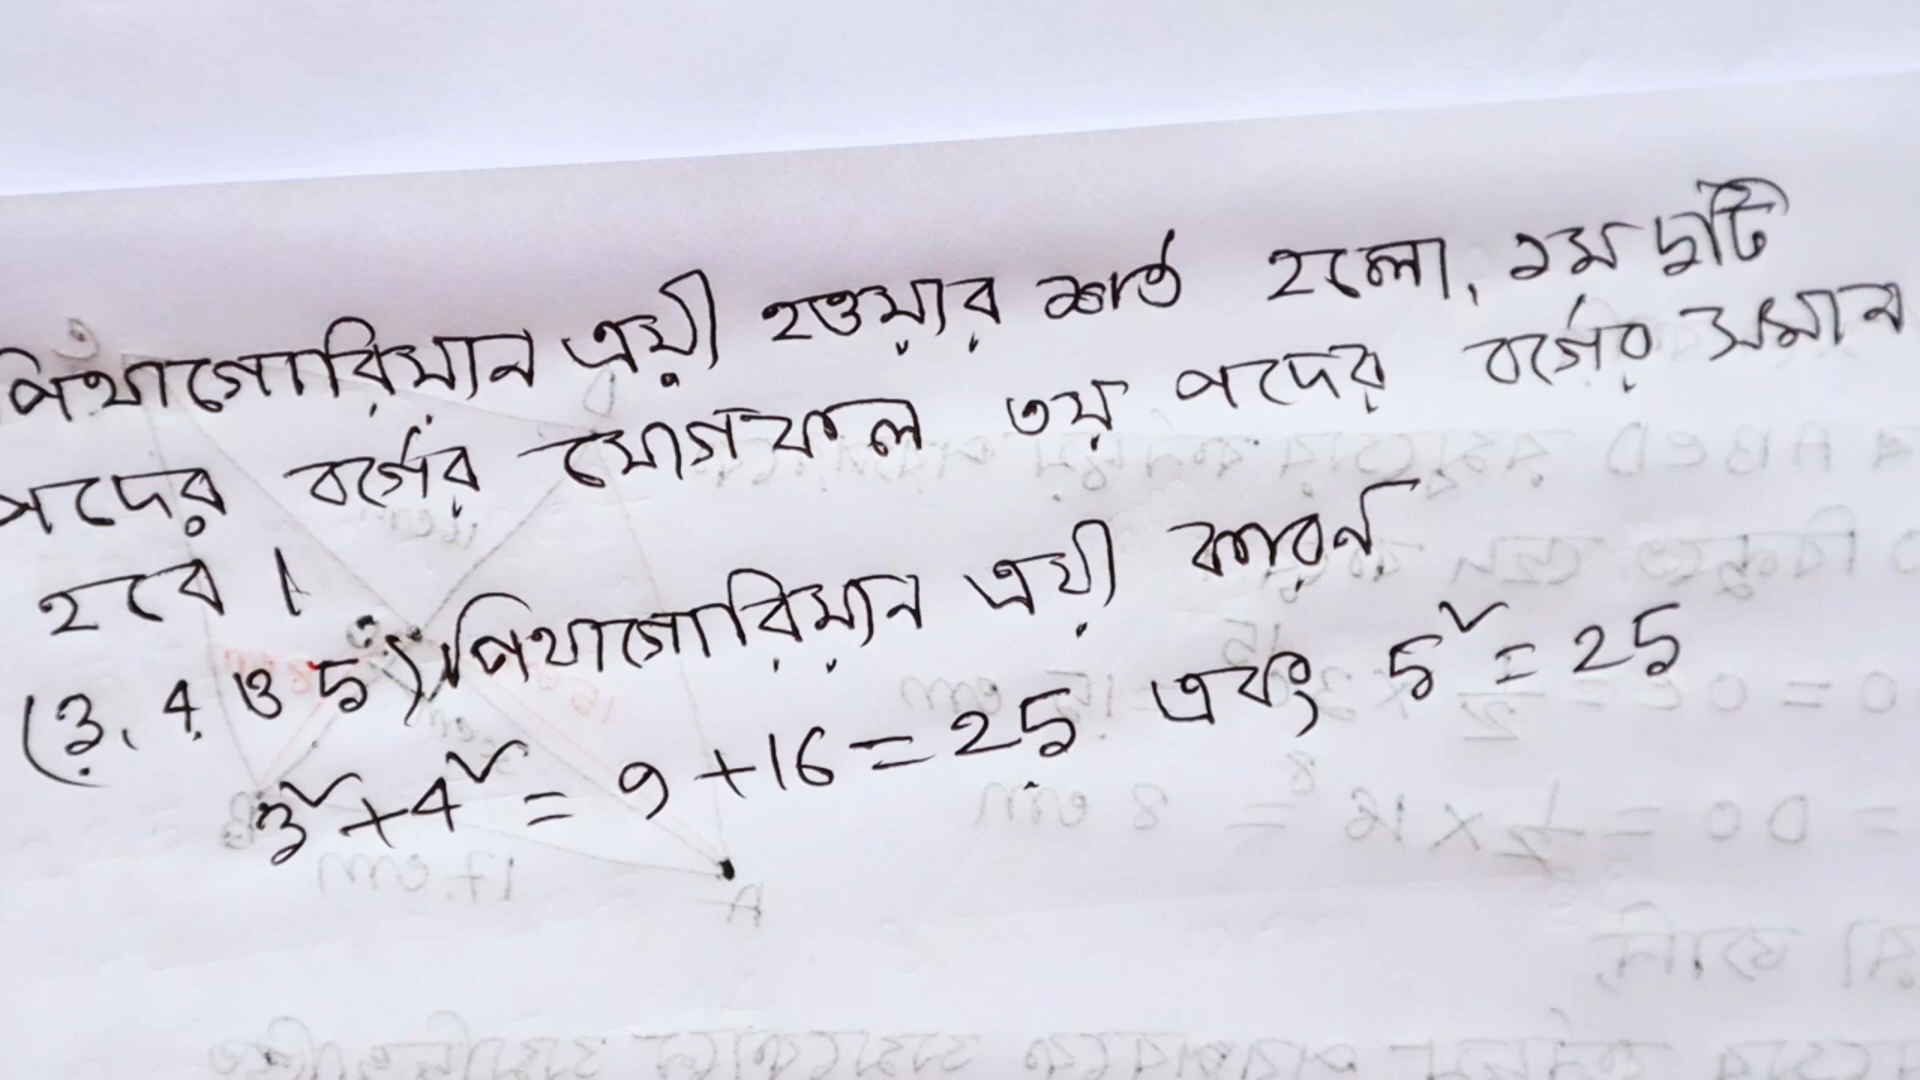 পিথাগোরিয়ান ত্রয়ী হওয়ার শর্ত হলো, ১ম দুটি
পদের বর্গের যোগফল ৩য় পদের বর্গের সমান
হবে।
(3, 4 ও 5) পিথাগোরিয়ান ত্রয়ী কারণ
3² + 4² = 9 + 16 = 25 এবং 5² = 25